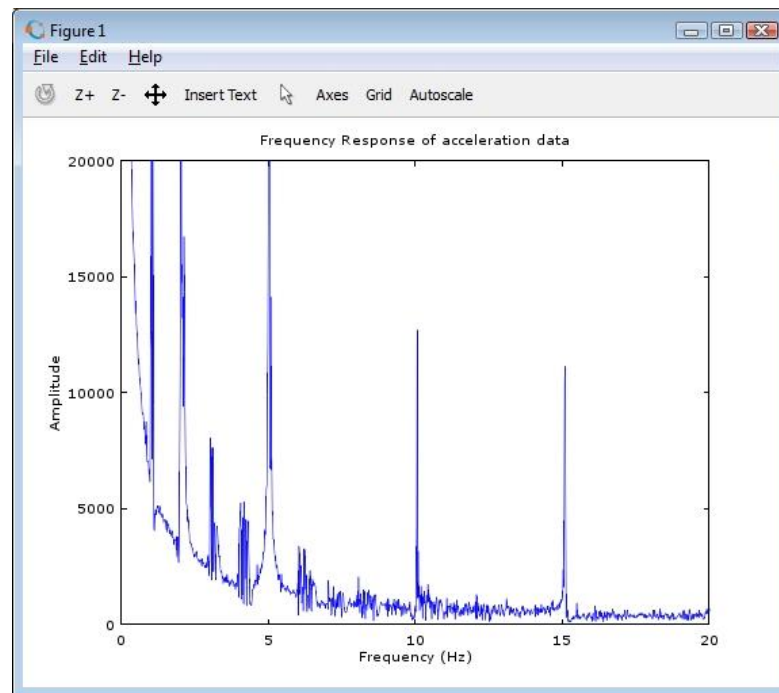 Figure 1
File Edit Help
Z+ Z- Insert Text Axes Grid Autoscale
Frequency Response of acceleration data
20000
15000
10000
5000
0
Amplitude
0 5 10 15 20
Frequency (Hz)